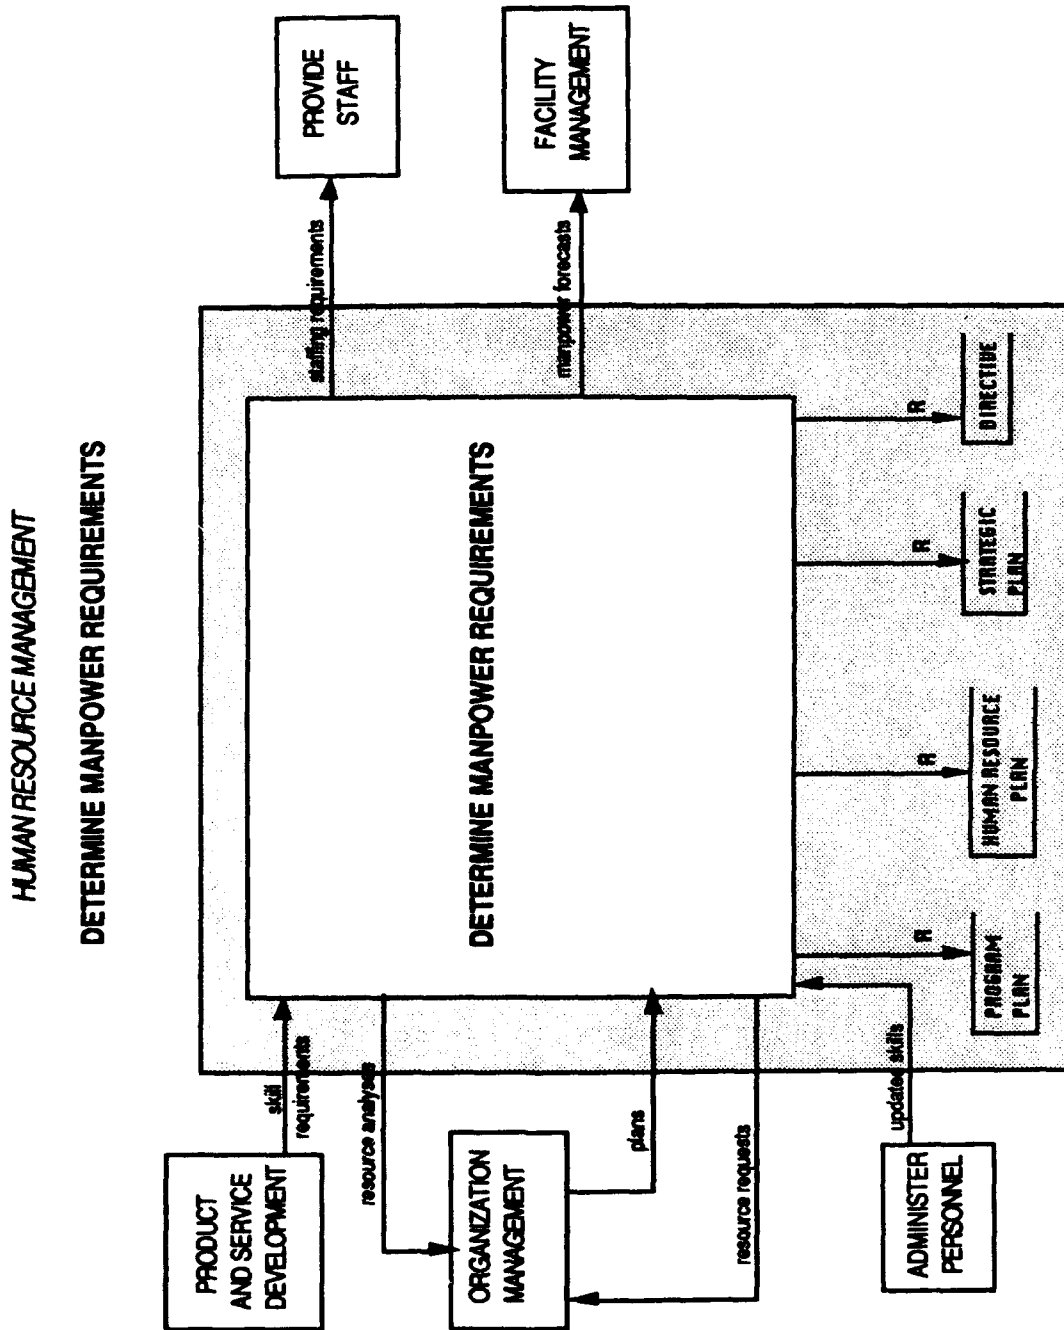 HUMAN RESOURCE MANAGEMENT
DETERMINE MANPOWER REQUIREMENTS
PRODUCT
AND SERVICE
DEVELOPMENT
skill
requirements
resource analyses
ORGANIZATION
MANAGEMENT
plans
resource requests
ADMINISTER
PERSONNEL
updated skills
DETERMINE MANPOWER REQUIREMENTS
staffing requirements
PROVIDE
STAFF
manpower forecasts
FACILITY
MANAGEMENT
R
PROGRAM
PLAN
R
HUMAN RESOURCE
PLAN
R
STRATEGIC
PLAN
R
DIRECTIVE